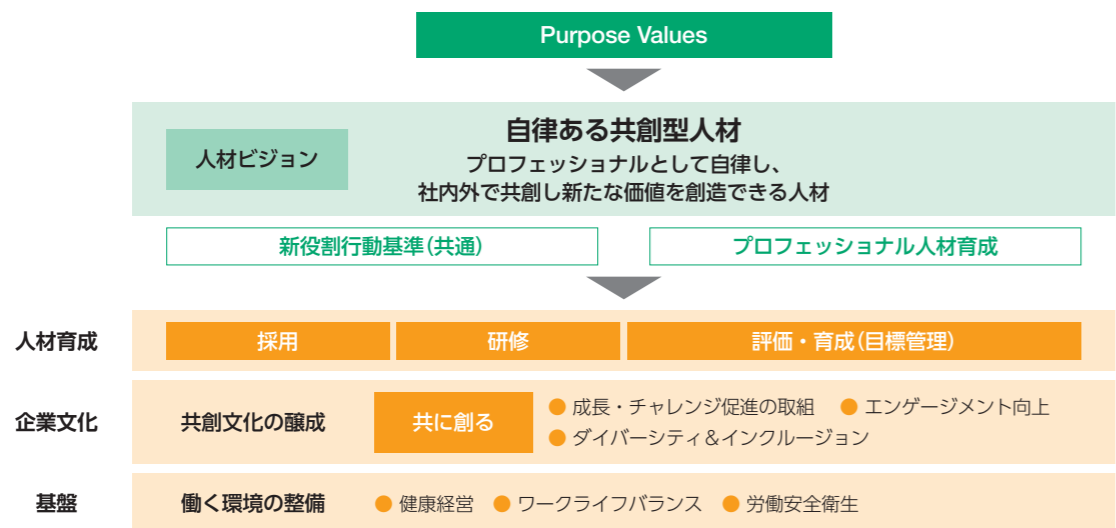 Purpose Values
人材ビジョン
自律ある共創型人材
プロフェッショナルとして自律し、
社内外で共創し新たな価値を創造できる人材
新役割行動基準(共通)
プロフェッショナル人材育成
人材育成
採用
研修
評価・育成(目標管理)
企業文化
共創文化の醸成
共に創る
● 成長・チャレンジ促進の取組 ● エンゲージメント向上
● ダイバーシティ&インクルージョン
基盤
働く環境の整備
● 健康経営 ● ワークライフバランス ● 労働安全衛生